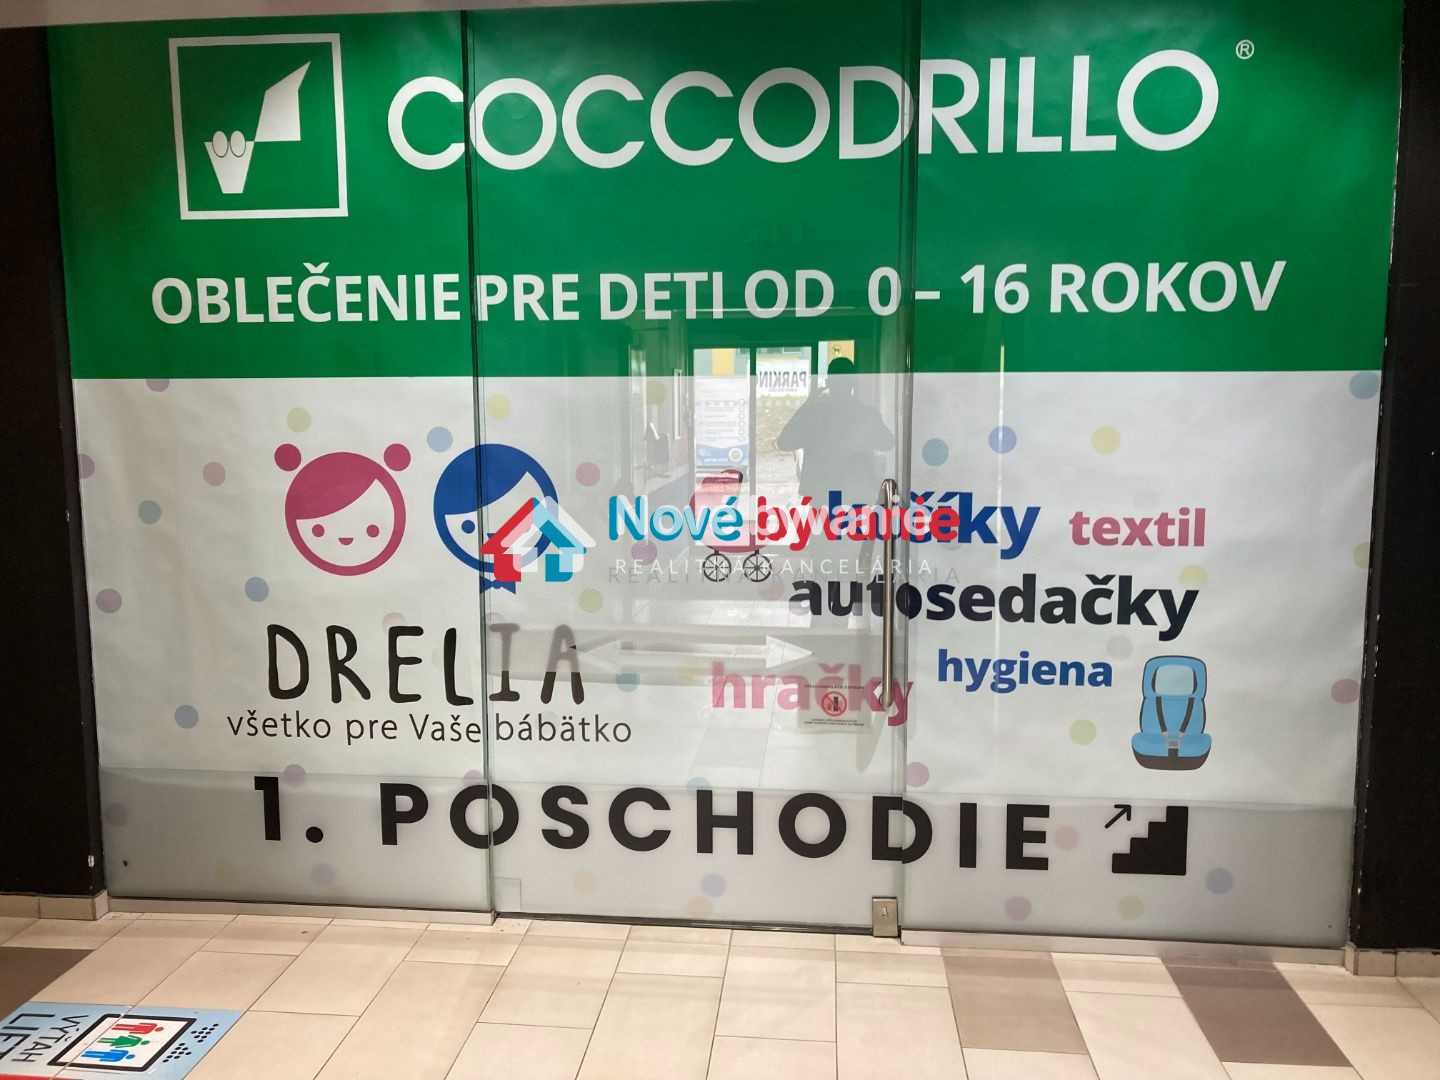 COCCODRILLO®
OBLEČENIE PRE DETI OD 0 – 16 ROKOV
PARKING
Nové bývanie
REALITNÁ KANCELÁRIA
textil
autosedačky
hygiena
hračky
DRELIA
všetko pre Vaše bábätko
1. POSCHODIE
VÝŤAH
LIFT